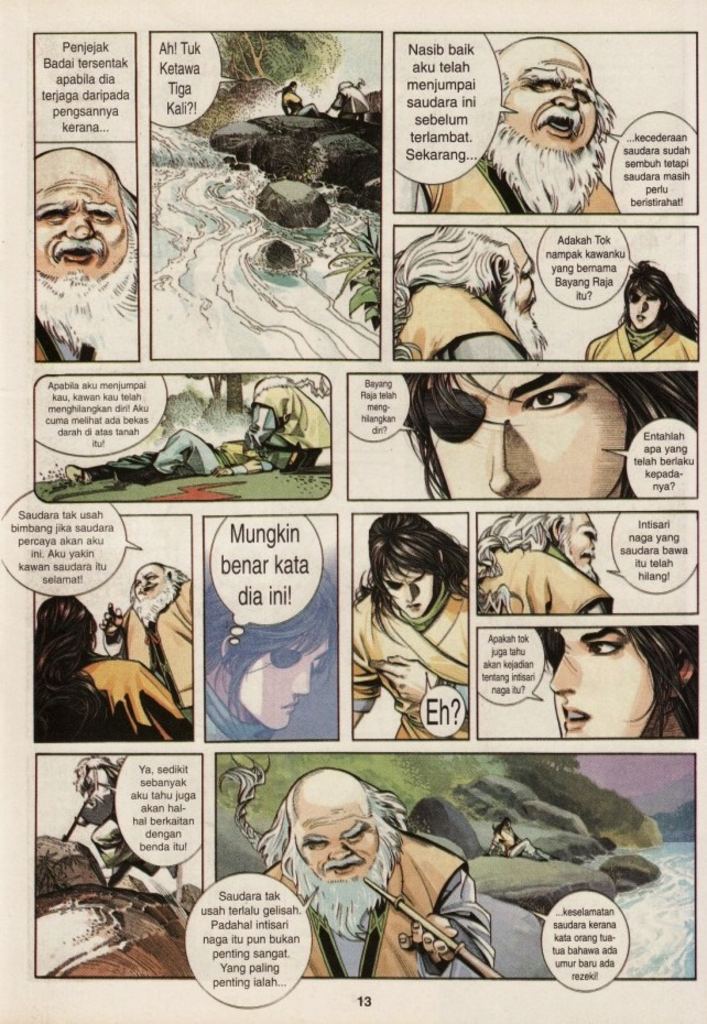 Penjejak
Badai tersentak
apabila dia
terjaga daripada
pengsannya
kerana...
Ah! Tuk
Ketawa
Tiga
Kali?!
Nasib baik
aku telah
menjumpai
saudara ini
sebelum
terlambat.
Sekarang...
...kecederaan
saudara sudah
sembuh tetapi
saudara masih
perlu
beristirahat!
Adakah Tok
nampak kawanku
yang bernama
Bayang Raja
itu?
Apabila aku menjumpai
kau, kawan kau telah
menghilangkan diri! Aku
cuma melihat ada bekas
darah di atas tanah
itu!
Bayang
Raja telah
meng-
hilangkan
diri?
Entahlah
apa yang
telah berlaku
kepada-
nya?
Saudara tak usah
bimbang jika saudara
percaya akan aku
ini. Aku yakin
kawan saudara itu
selamat!
Mungkin
benar kata
dia ini!
Eh?
Intisari
naga yang
saudara bawa
itu telah
hilang!
Apakah tok
juga tahu
akan kejadian
tentang intisari
naga itu?
Ya, sedikit
sebanyak
aku tahu juga
akan hal-
hal berkaitan
dengan
benda itu!
Saudara tak
usah terlalu gelisah.
Padahal intisari
naga itu pun bukan
penting sangat.
Yang paling
penting ialah...
...keselamatan
saudara kerana
kata orang tua-
tua bahawa ada
umur baru ada
rezeki!
13